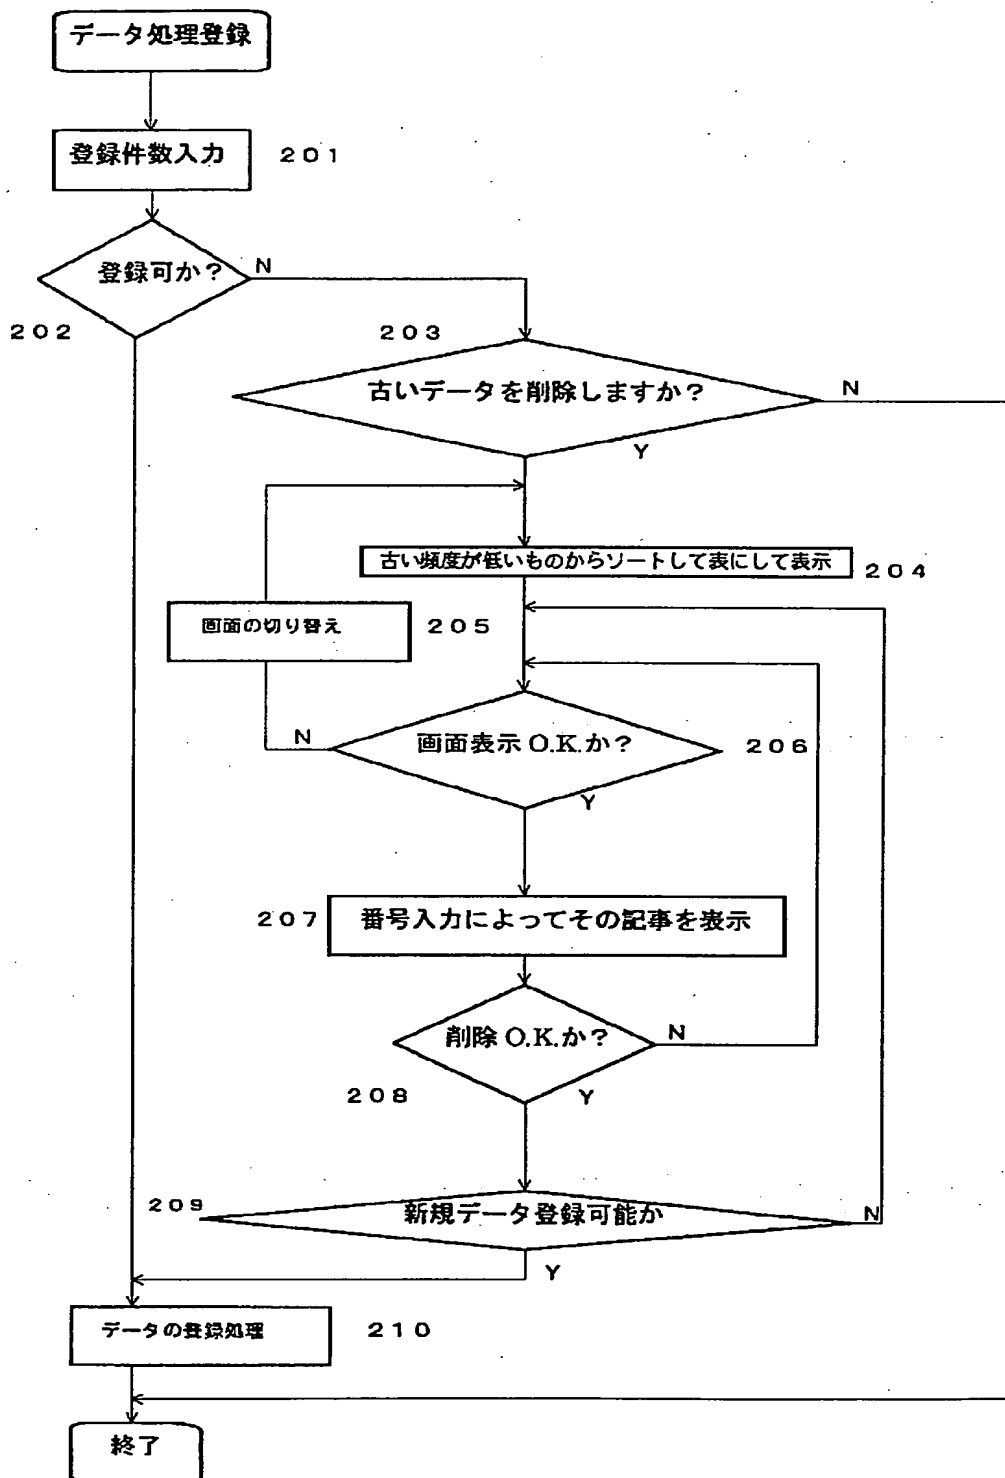 データ処理登録
登録件数入力 201
登録可か? N
202
203
古いデータを削除しますか? N
Y
古い頻度が低いものからソートして表にして表示 204
画面の切り替え 205
N 画面表示 O.K.か? 206
Y
207 番号入力によってその記事を表示
削除 O.K.か? N
208 Y
209 新規データ登録可能か N
Y
データの登録処理 210
終了